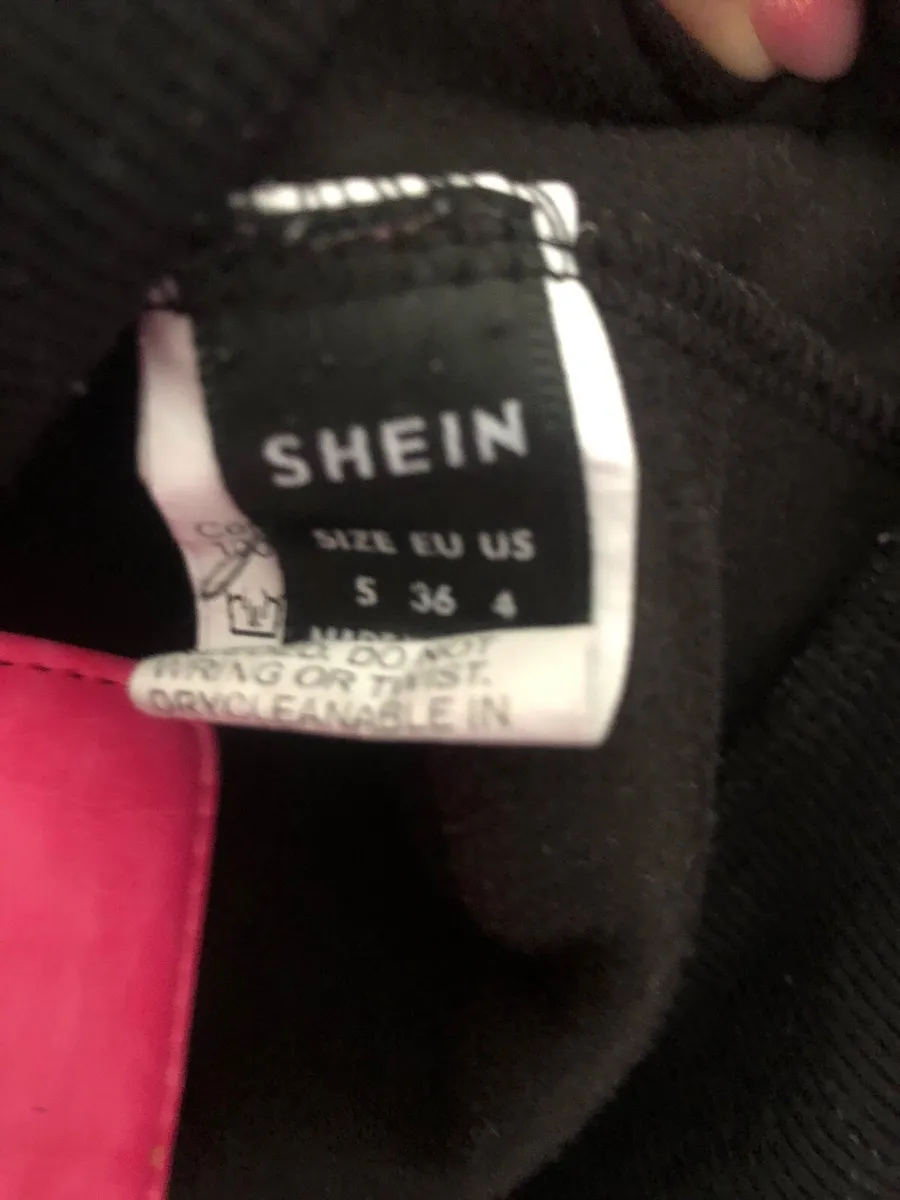 SHEIN
SIZE EU US
S 36 4
DO NOT
WRING OR TWIST.
DRYCLEANABLE IN